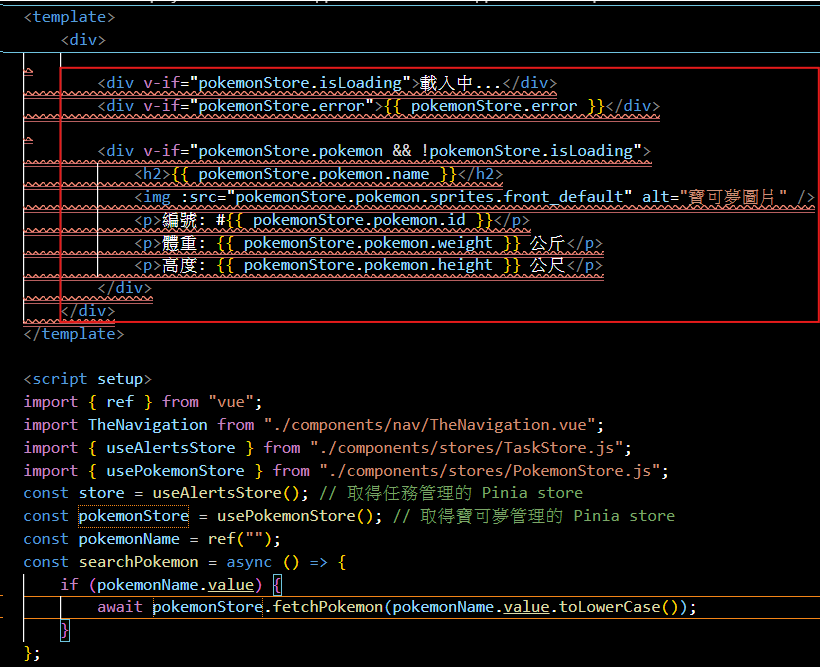 <template>
<div>
<div v-if="pokemonStore.isLoading">載入中...</div>
<div v-if="pokemonStore.error">{{ pokemonStore.error }}</div>
<div v-if="pokemonStore.pokemon && !pokemonStore.isLoading">
<h2>{{ pokemonStore.pokemon.name }}</h2>
<img :src="pokemonStore.pokemon.sprites.front_default" alt="寶可夢圖片" />
<p>編號: #{{ pokemonStore.pokemon.id }}</p>
<p>體重: {{ pokemonStore.pokemon.weight }} 公斤</p>
<p>高度: {{ pokemonStore.pokemon.height }} 公尺</p>
</div>
</div>
</template>
<script setup>
import { ref } from "vue";
import TheNavigation from "./components/nav/TheNavigation.vue";
import { useAlertsStore } from "./components/stores/TaskStore.js";
import { usePokemonStore } from "./components/stores/PokemonStore.js";
const store = useAlertsStore(); // 取得任務管理的 Pinia store
const pokemonStore = usePokemonStore(); // 取得寶可夢管理的 Pinia store
const pokemonName = ref("");
const searchPokemon = async () => {
if (pokemonName.value) {
await pokemonStore.fetchPokemon(pokemonName.value.toLowerCase());
}
};